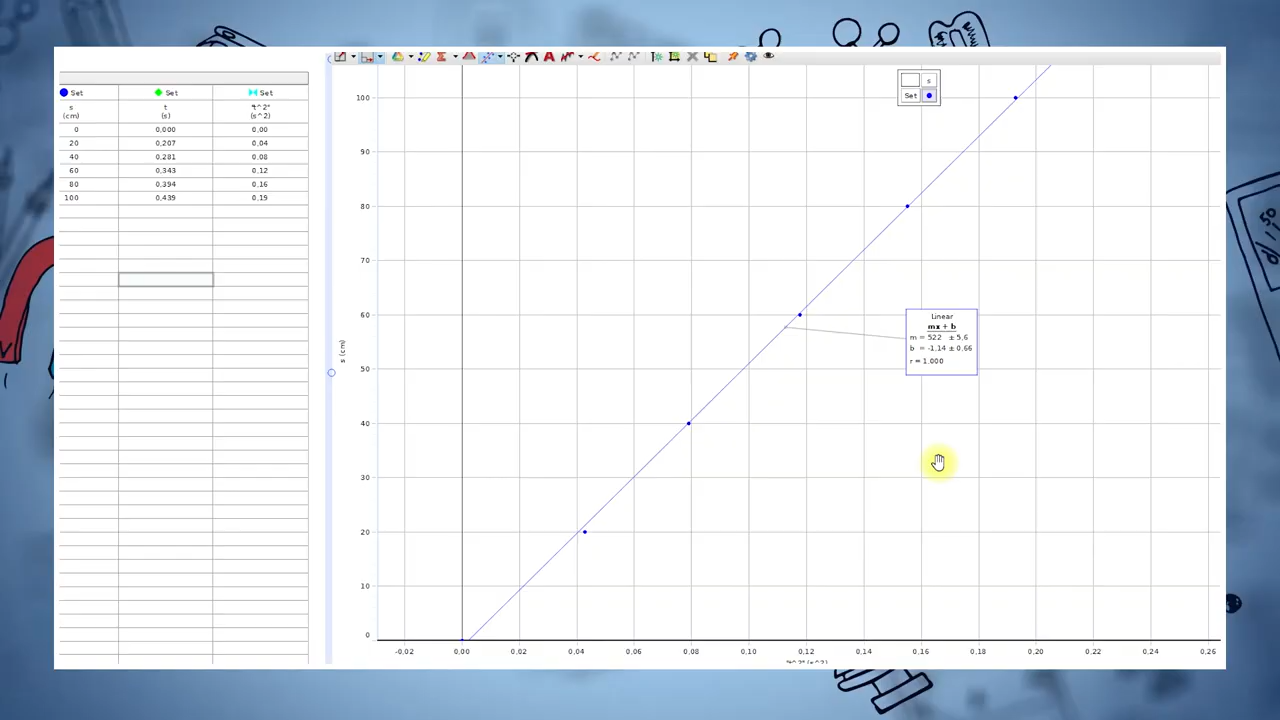 Set Set Set
s t "t^2"
(cm) (s) (s^2)
0 0,000 0,00
20 0,207 0,04
40 0,281 0,08
60 0,343 0,12
80 0,394 0,16
100 0,439 0,19
s
Set
100
90
80
70
60
50
40
30
20
10
0
s (cm)
Linear
mx + b
m = 522 ± 5,6
b = -1,14 ± 0,66
r = 1,000
-0,02 0,00 0,02 0,04 0,06 0,08 0,10 0,12 0,14 0,16 0,18 0,20 0,22 0,24 0,26
"t^2" (s^2)
50